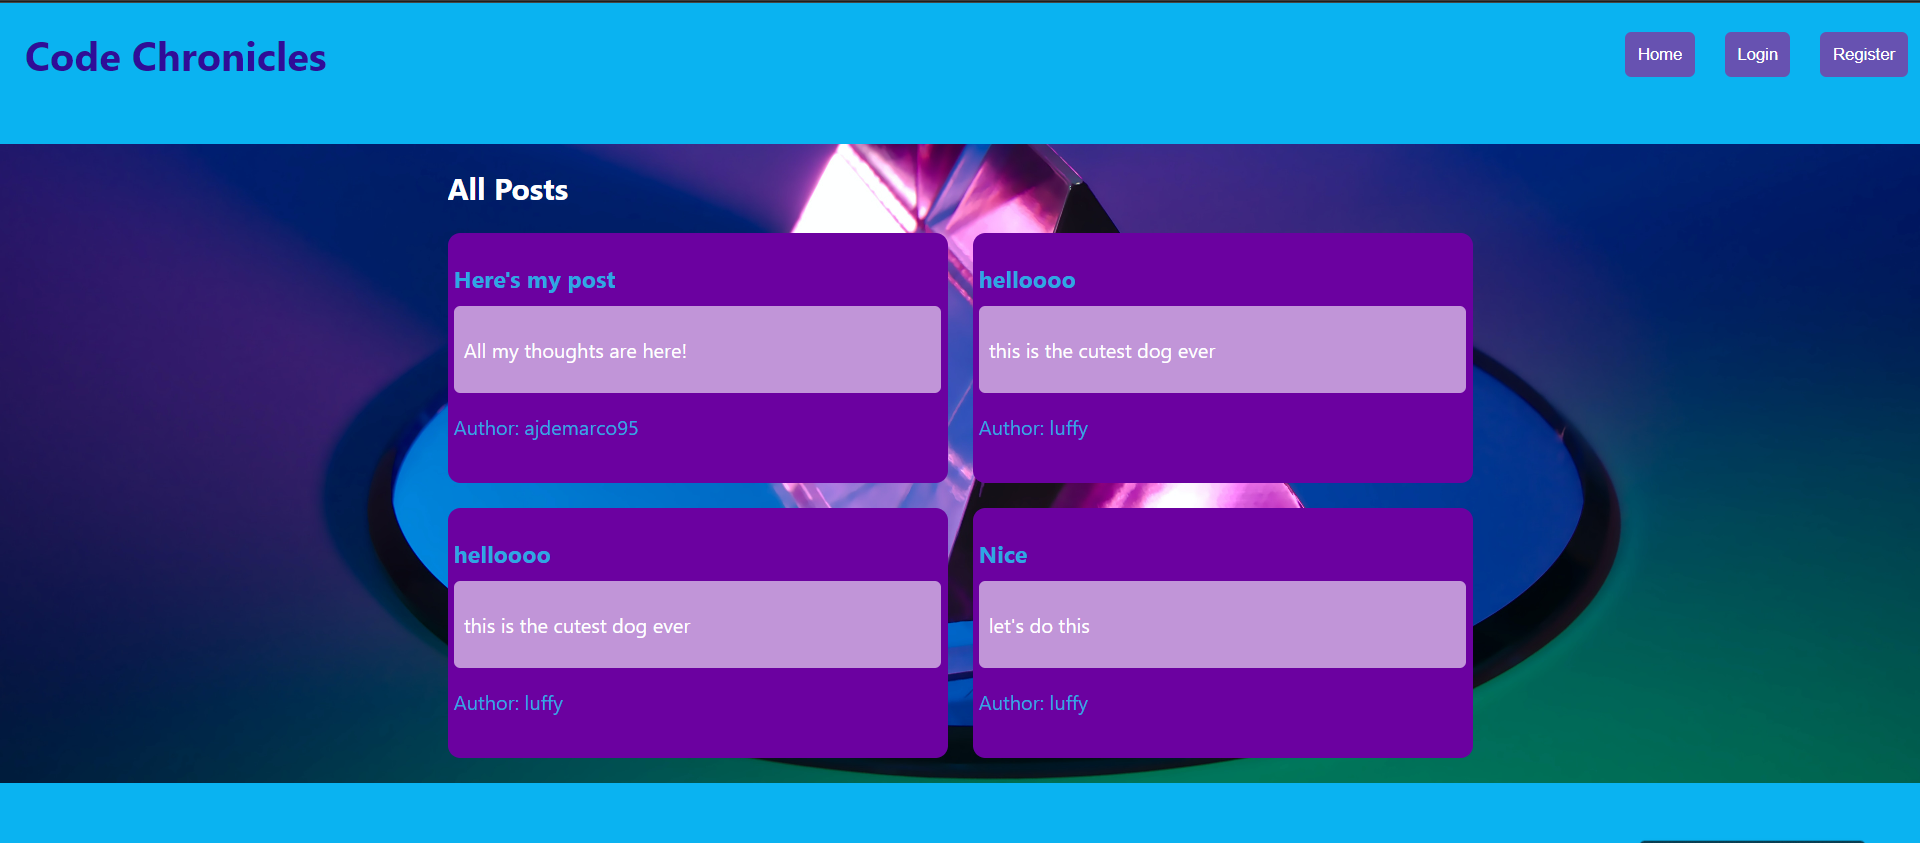 Code Chronicles
Home
Login
Register
All Posts
Here's my post
All my thoughts are here!
Author: ajdemarco95
helloooo
this is the cutest dog ever
Author: luffy
helloooo
this is the cutest dog ever
Author: luffy
Nice
let's do this
Author: luffy